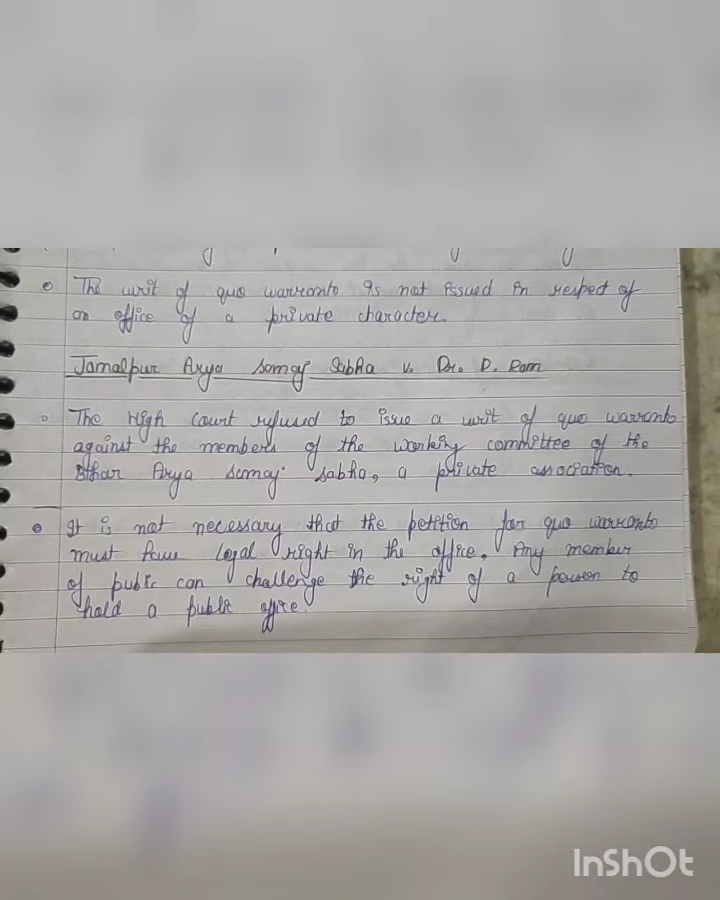 The writ of quo warranto is not issued in respect of
an office of a private character.
Jamalpur Arya Samaj Sabha v. Dr. D. Ram
The High Court refused to issue a writ of quo warranto
against the members of the working committee of the
Bihar Arya Samaj Sabha, a private association.
It is not necessary that the petition for quo warranto
must have legal right in the office. Any member
of public can challenge the right of a person to
hold a public office.
InShOt